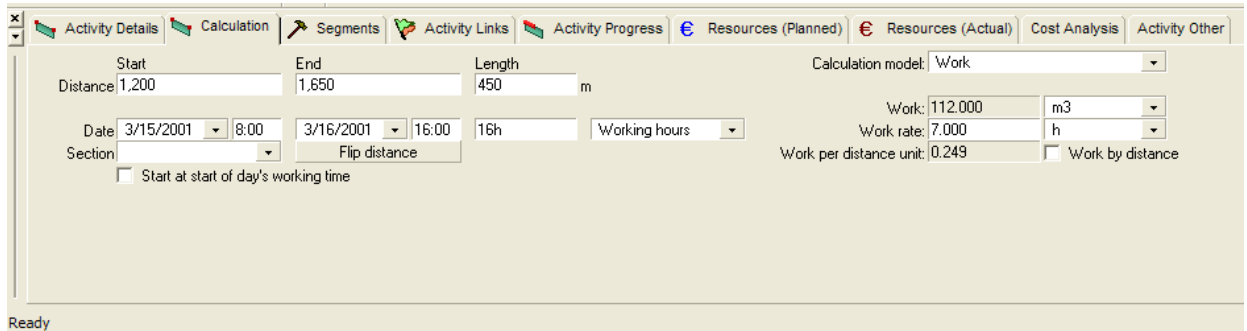 Activity Details Calculation Segments Activity Links Activity Progress € Resources (Planned) € Resources (Actual) Cost Analysis Activity Other
Start End Length Calculation model: Work
Distance 1,200 1,650 450 m
Work: 112.000 m3
Date 3/15/2001 8:00 3/16/2001 16:00 16h Working hours Work rate: 7.000 h
Section Flip distance Work per distance unit: 0.249 Work by distance
Start at start of day's working time
Ready